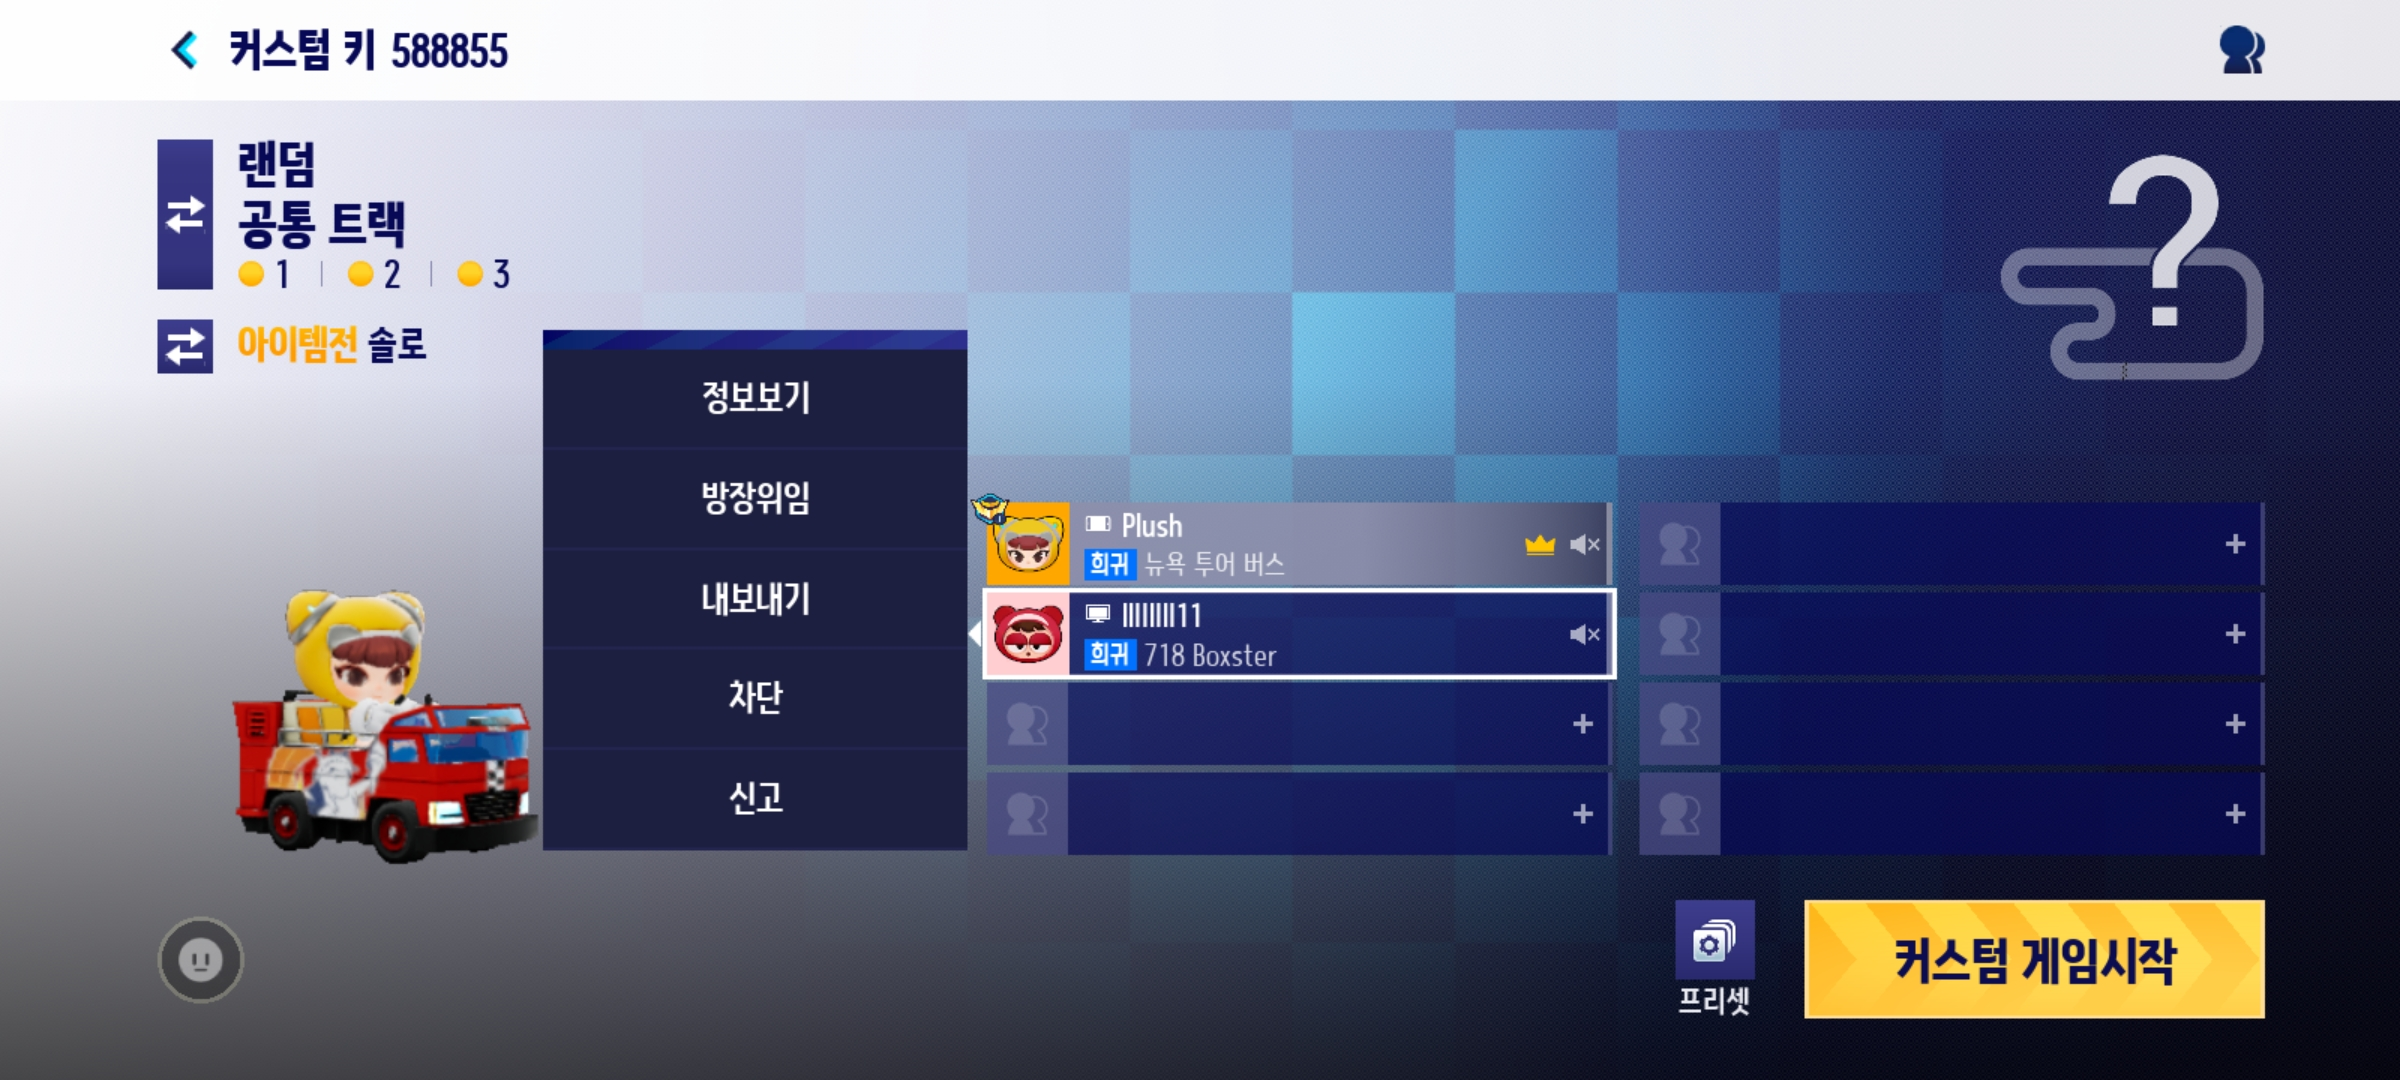 커스텀 키 588855
랜덤
공통 트랙
1 | 2 | 3
아이템전 솔로
정보보기
방장위임
내보내기
차단
신고
Plush
희귀 뉴욕 투어 버스
희귀 718 Boxster
프리셋
커스텀 게임시작